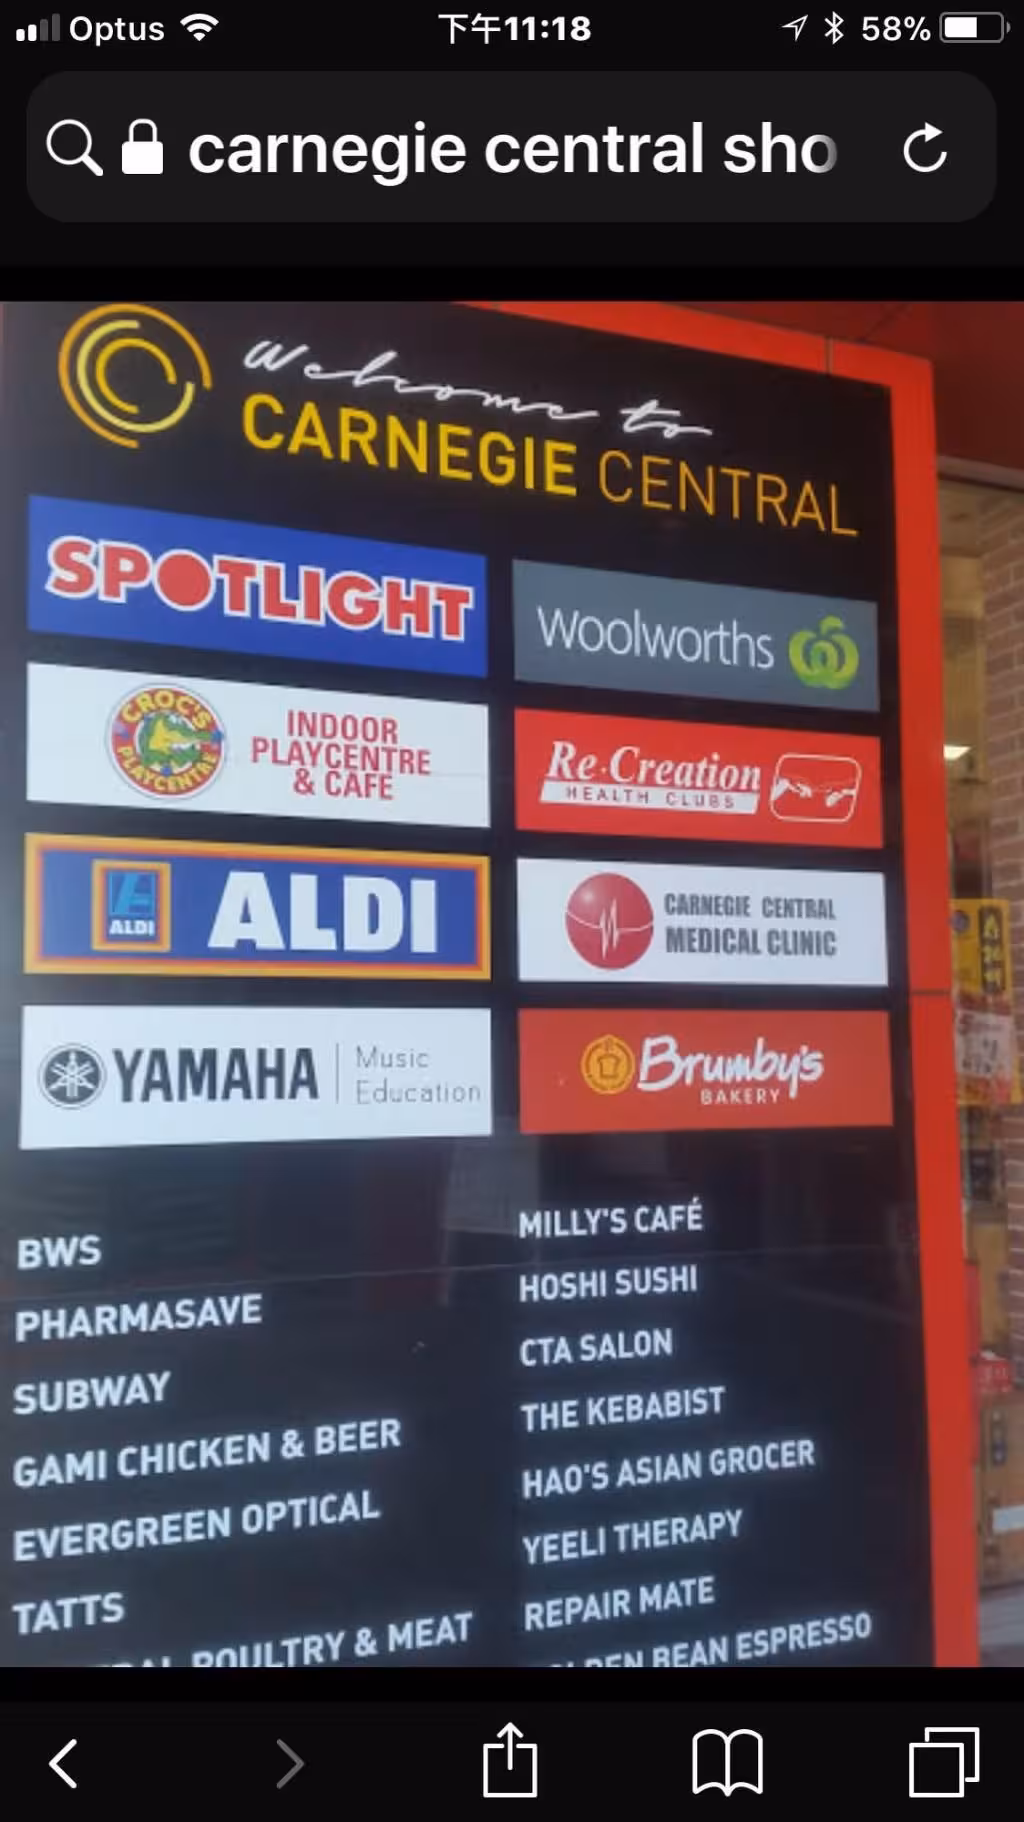 Optus
下午11:18
58%
carnegie central sho
Welcome to
CARNEGIE CENTRAL
SPOTLIGHT
Woolworths
CROC'S
PLAYCENTRE
INDOOR
PLAYCENTRE
& CAFE
Re-Creation
HEALTH CLUBS
ALDI
ALDI
CARNEGIE CENTRAL
MEDICAL CLINIC
YAMAHA
Music
Education
Brumby's
BAKERY
BWS
PHARMASAVE
SUBWAY
GAMI CHICKEN & BEER
EVERGREEN OPTICAL
TATTS
POULTRY & MEAT
MILLY'S CAFÉ
HOSHI SUSHI
CTA SALON
THE KEBABIST
HAO'S ASIAN GROCER
YEELI THERAPY
REPAIR MATE
BEAN ESPRESSO